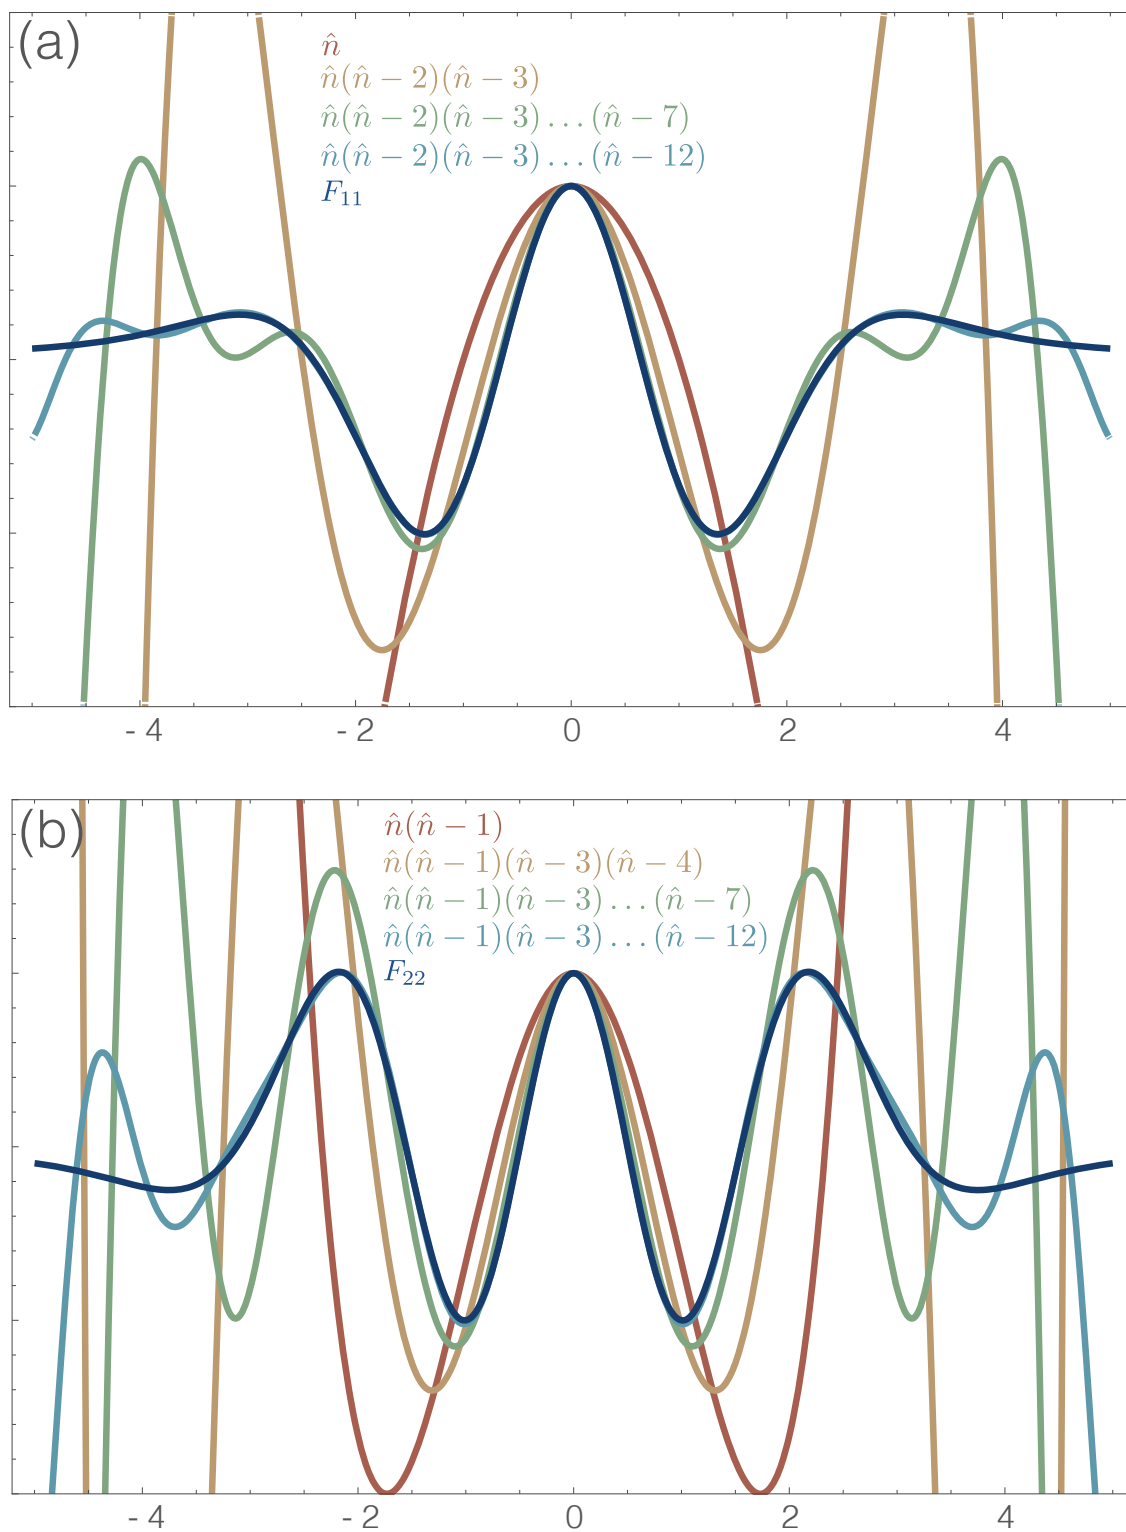 (a)
n̂
n̂(n̂ − 2)(n̂ − 3)
n̂(n̂ − 2)(n̂ − 3) . . . (n̂ − 7)
n̂(n̂ − 2)(n̂ − 3) . . . (n̂ − 12)
F₁₁
- 4 - 2 0 2 4
(b)
n̂(n̂ − 1)
n̂(n̂ − 1)(n̂ − 3)(n̂ − 4)
n̂(n̂ − 1)(n̂ − 3) . . . (n̂ − 7)
n̂(n̂ − 1)(n̂ − 3) . . . (n̂ − 12)
F₂₂
- 4 - 2 0 2 4